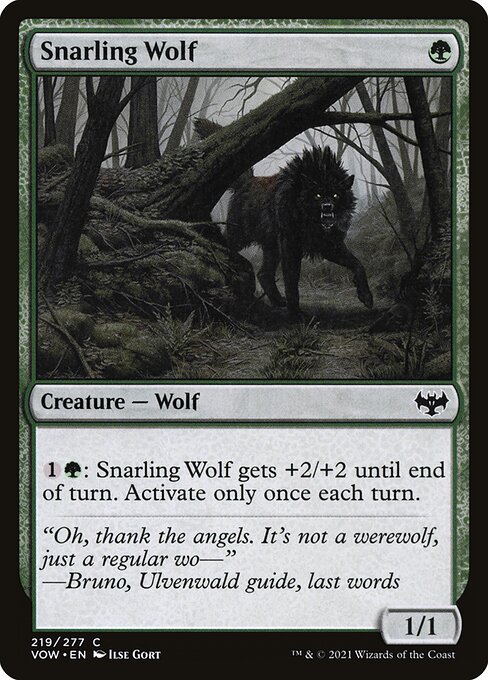 Snarling Wolf
Creature — Wolf
1: Snarling Wolf gets +2/+2 until end
of turn. Activate only once each turn.
“Oh, thank the angels. It’s not a werewolf,
just a regular wo—”
—Bruno, Ulvenwald guide, last words
1/1
219/277 C
VOW • EN Ilse Gort
™ & © 2021 Wizards of the Coast